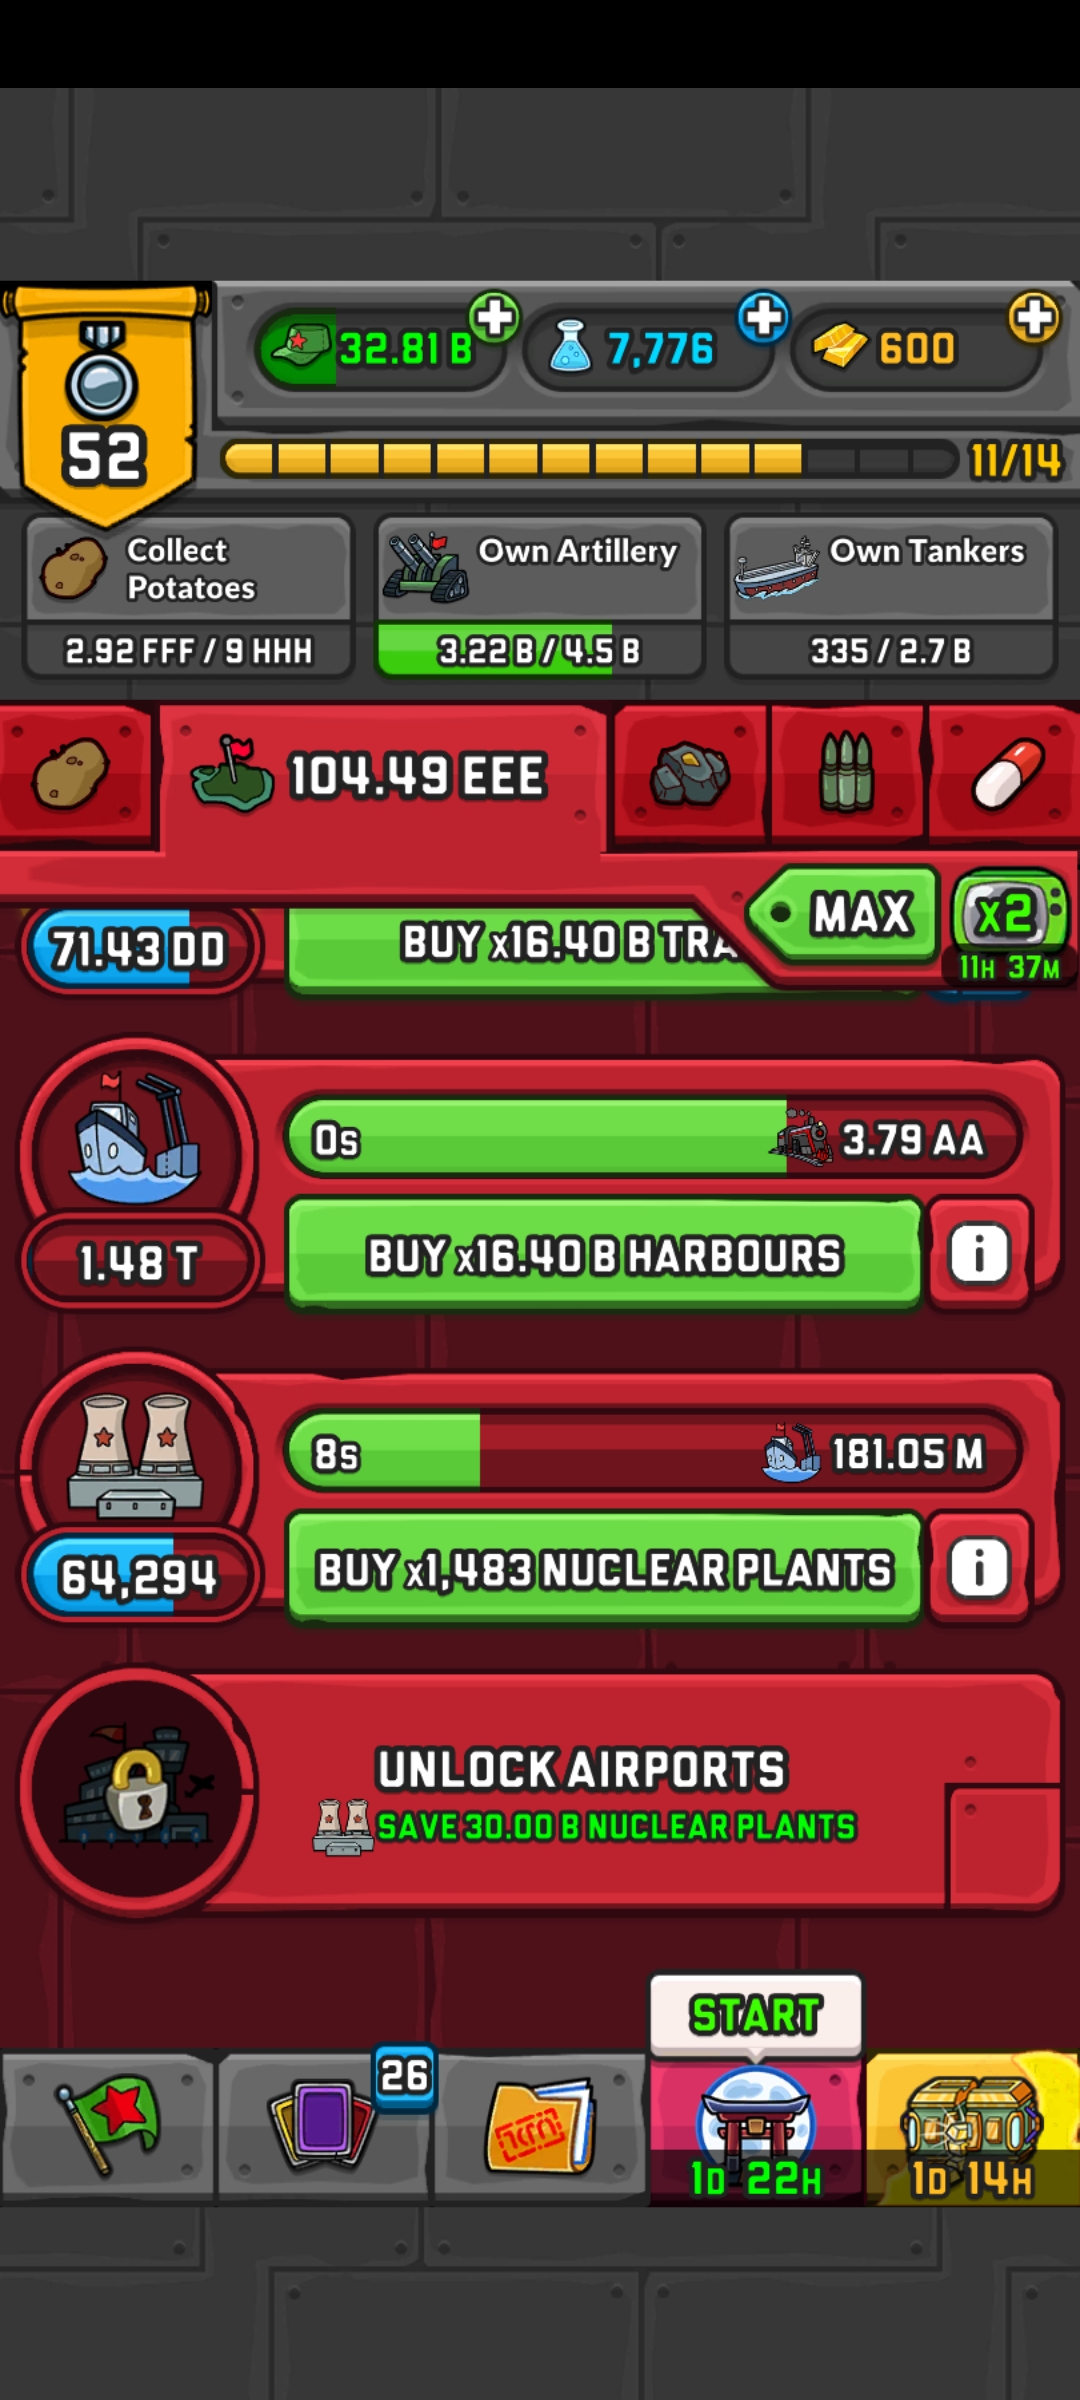 32.81 B
7,776
600
52
11/14
Collect
Potatoes
2.92 FFF / 9 HHH
Own Artillery
3.22 B / 4.5 B
Own Tankers
335 / 2.7 B
104.49 EEE
MAX
x2
11H 37M
71.43 DD
BUY x16.40 B TRA
0s
3.79 AA
1.48 T
BUY x16.40 B HARBOURS
i
8s
181.05 M
64,294
BUY x1,483 NUCLEAR PLANTS
i
UNLOCK AIRPORTS
SAVE 30.00 B NUCLEAR PLANTS
START
26
1D 22H
1D 14H